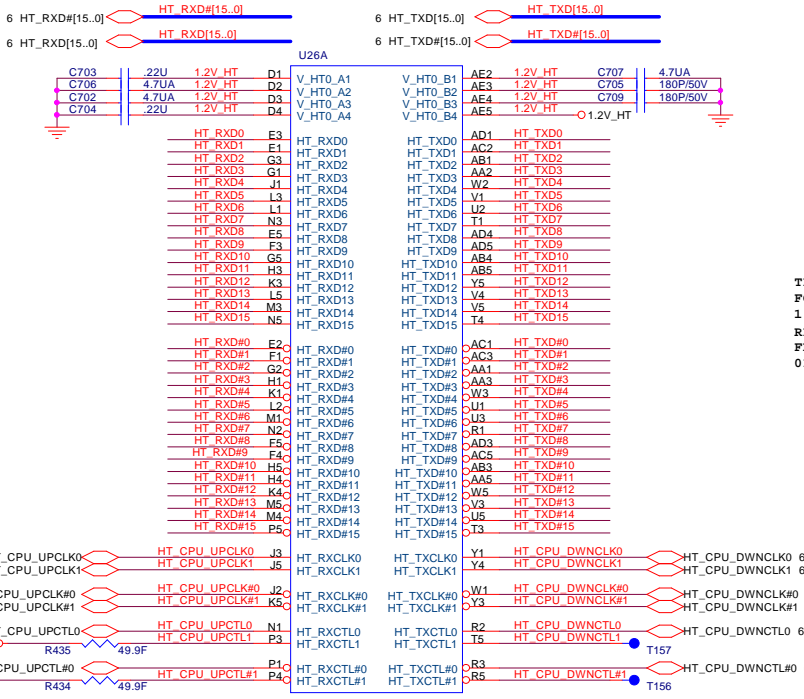 6 HT_RXD#[15..0] HT_RXD#[15..0] 6 HT_TXD[15..0] HT_TXD[15..0]
6 HT_RXD[15..0] HT_RXD[15..0] 6 HT_TXD#[15..0] HT_TXD#[15..0]
U26A
C703 .22U 1.2V_HT D1 V_HT0_A1 V_HT0_B1 AE2 1.2V_HT C707 4.7UA
C706 4.7UA 1.2V_HT D2 V_HT0_A2 V_HT0_B2 AE3 1.2V_HT C705 180P/50V
C702 4.7UA 1.2V_HT D3 V_HT0_A3 V_HT0_B3 AE4 1.2V_HT C709 180P/50V
C704 .22U 1.2V_HT D4 V_HT0_A4 V_HT0_B4 AE5 1.2V_HT 1.2V_HT
HT_RXD0 E3 HT_RXD0 HT_TXD0 AD1 HT_TXD0
HT_RXD1 E1 HT_RXD1 HT_TXD1 AC2 HT_TXD1
HT_RXD2 G3 HT_RXD2 HT_TXD2 AB1 HT_TXD2
HT_RXD3 G1 HT_RXD3 HT_TXD3 AA2 HT_TXD3
HT_RXD4 J1 HT_RXD4 HT_TXD4 W2 HT_TXD4
HT_RXD5 L3 HT_RXD5 HT_TXD5 V1 HT_TXD5
HT_RXD6 L1 HT_RXD6 HT_TXD6 U2 HT_TXD6
HT_RXD7 N3 HT_RXD7 HT_TXD7 T1 HT_TXD7
HT_RXD8 E5 HT_RXD8 HT_TXD8 AD4 HT_TXD8
HT_RXD9 F3 HT_RXD9 HT_TXD9 AD5 HT_TXD9
HT_RXD10 G5 HT_RXD10 HT_TXD10 AB4 HT_TXD10
HT_RXD11 H3 HT_RXD11 HT_TXD11 AB5 HT_TXD11
HT_RXD12 K3 HT_RXD12 HT_TXD12 Y5 HT_TXD12
HT_RXD13 L5 HT_RXD13 HT_TXD13 V4 HT_TXD13
HT_RXD14 M3 HT_RXD14 HT_TXD14 V5 HT_TXD14
HT_RXD15 N5 HT_RXD15 HT_TXD15 T4 HT_TXD15
HT_RXD#0 E2 HT_RXD#0 HT_TXD#0 AC1 HT_TXD#0
HT_RXD#1 F1 HT_RXD#1 HT_TXD#1 AC3 HT_TXD#1
HT_RXD#2 G2 HT_RXD#2 HT_TXD#2 AA1 HT_TXD#2
HT_RXD#3 H1 HT_RXD#3 HT_TXD#3 AA3 HT_TXD#3
HT_RXD#4 K1 HT_RXD#4 HT_TXD#4 W3 HT_TXD#4
HT_RXD#5 L2 HT_RXD#5 HT_TXD#5 U1 HT_TXD#5
HT_RXD#6 M1 HT_RXD#6 HT_TXD#6 U3 HT_TXD#6
HT_RXD#7 N2 HT_RXD#7 HT_TXD#7 R1 HT_TXD#7
HT_RXD#8 F5 HT_RXD#8 HT_TXD#8 AD3 HT_TXD#8
HT_RXD#9 F4 HT_RXD#9 HT_TXD#9 AC5 HT_TXD#9
HT_RXD#10 H5 HT_RXD#10 HT_TXD#10 AB3 HT_TXD#10
HT_RXD#11 H4 HT_RXD#11 HT_TXD#11 AA5 HT_TXD#11
HT_RXD#12 K4 HT_RXD#12 HT_TXD#12 W5 HT_TXD#12
HT_RXD#13 M5 HT_RXD#13 HT_TXD#13 V3 HT_TXD#13
HT_RXD#14 M4 HT_RXD#14 HT_TXD#14 U5 HT_TXD#14
HT_RXD#15 P5 HT_RXD#15 HT_TXD#15 T3 HT_TXD#15
_CPU_UPCLK0 HT_CPU_UPCLK0 J3 HT_RXCLK0 HT_TXCLK0 Y1 HT_CPU_DWNCLK0 HT_CPU_DWNCLK0 6
_CPU_UPCLK1 HT_CPU_UPCLK1 J5 HT_RXCLK1 HT_TXCLK1 Y4 HT_CPU_DWNCLK1 HT_CPU_DWNCLK1 6
CPU_UPCLK#0 HT_CPU_UPCLK#0 J2 HT_RXCLK#0 HT_TXCLK#0 W1 HT_CPU_DWNCLK#0 HT_CPU_DWNCLK#0
CPU_UPCLK#1 HT_CPU_UPCLK#1 K5 HT_RXCLK#1 HT_TXCLK#1 Y3 HT_CPU_DWNCLK#1 HT_CPU_DWNCLK#1
_CPU_UPCTL0 HT_CPU_UPCTL0 N1 HT_RXCTL0 HT_TXCTL0 R2 HT_CPU_DWNCTL0 HT_CPU_DWNCTL0 6
R435 49.9F HT_CPU_UPCTL1 P3 HT_RXCTL1 HT_TXCTL1 T5 HT_CPU_DWNCTL1 T157
CPU_UPCTL#0 P1 HT_RXCTL#0 HT_TXCTL#0 R3 HT_CPU_DWNCTL#0
R434 49.9F HT_CPU_UPCTL#1 P4 HT_RXCTL#1 HT_TXCTL#1 R5 HT_CPU_DWNCTL#1 T156